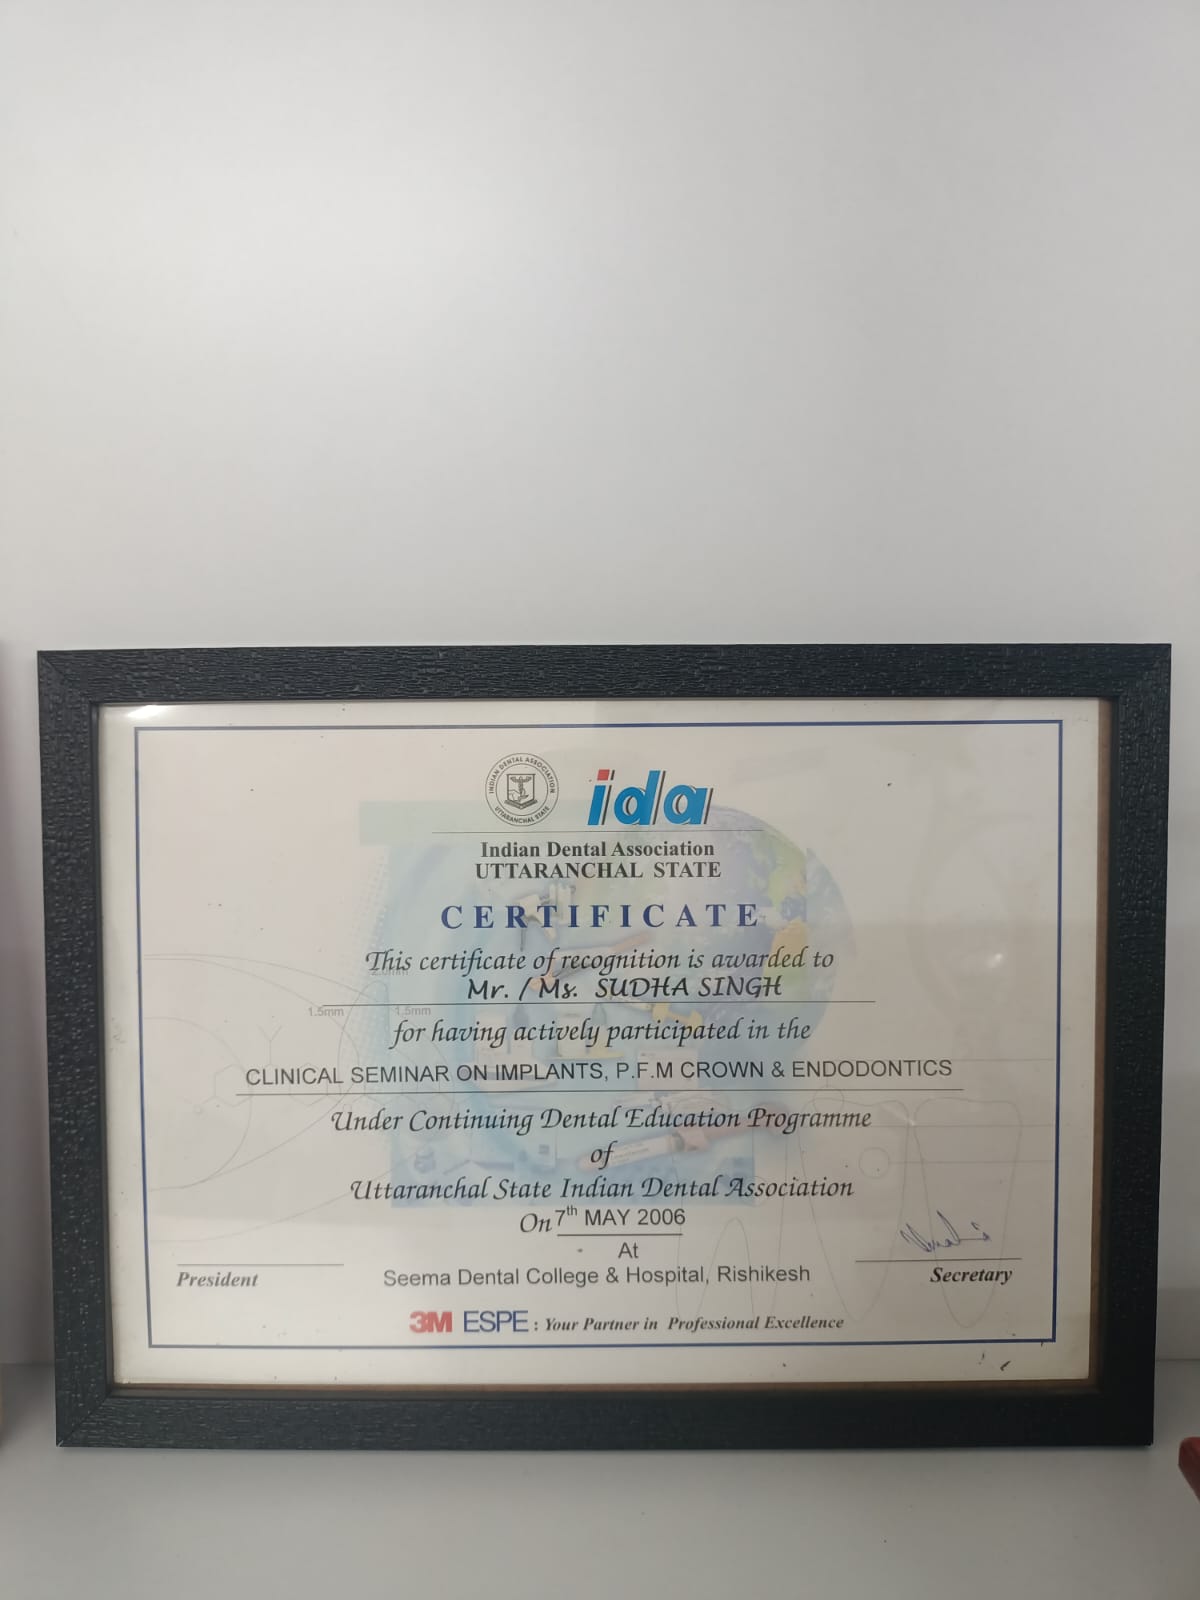 INDIAN DENTAL ASSOCIATION
UTTARANCHAL STATE
ida
Indian Dental Association
UTTARANCHAL STATE
CERTIFICATE
This certificate of recognition is awarded to
Mr. / Ms. SUDHA SINGH
1.5mm 1.5mm
for having actively participated in the
CLINICAL SEMINAR ON IMPLANTS, P.F.M CROWN & ENDODONTICS
Under Continuing Dental Education Programme
of
Uttaranchal State Indian Dental Association
On 7th MAY 2006
At
Seema Dental College & Hospital, Rishikesh
President
Secretary
3M ESPE : Your Partner in Professional Excellence